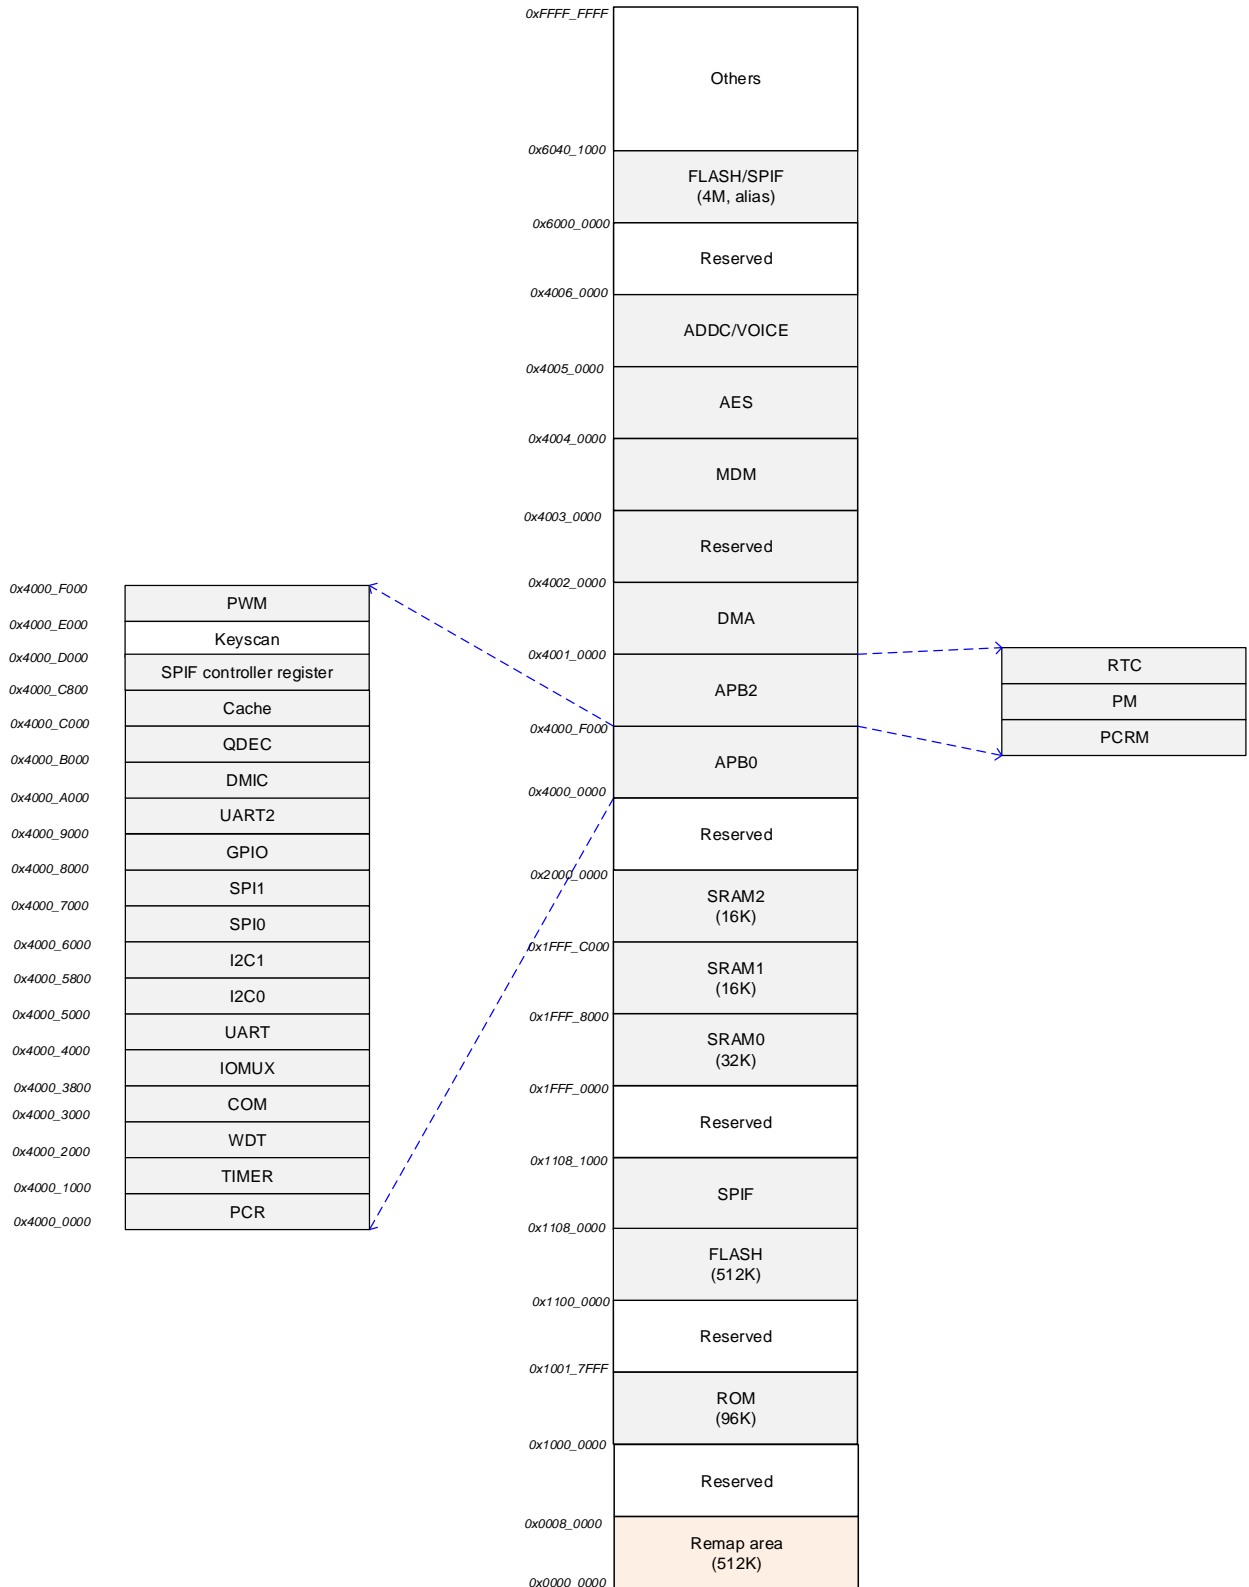 0xFFFF_FFFF
Others
0x6040_1000
FLASH/SPIF
(4M, alias)
0x6000_0000
Reserved
0x4006_0000
ADDC/VOICE
0x4005_0000
AES
0x4004_0000
MDM
0x4003_0000
Reserved
0x4002_0000
DMA
0x4001_0000
APB2
0x4000_F000
APB0
0x4000_0000
Reserved
0x2000_0000
SRAM2
(16K)
0x1FFF_C000
SRAM1
(16K)
0x1FFF_8000
SRAM0
(32K)
0x1FFF_0000
Reserved
0x1108_1000
SPIF
0x1108_0000
FLASH
(512K)
0x1100_0000
Reserved
0x1001_7FFF
ROM
(96K)
0x1000_0000
Reserved
0x0008_0000
Remap area
(512K)
0x0000_0000
0x4000_F000
PWM
0x4000_E000
Keyscan
0x4000_D000
SPIF controller register
0x4000_C800
Cache
0x4000_C000
QDEC
0x4000_B000
DMIC
0x4000_A000
UART2
0x4000_9000
GPIO
0x4000_8000
SPI1
0x4000_7000
SPI0
0x4000_6000
I2C1
0x4000_5800
I2C0
0x4000_5000
UART
0x4000_4000
IOMUX
0x4000_3800
COM
0x4000_3000
WDT
0x4000_2000
TIMER
0x4000_1000
PCR
0x4000_0000
RTC
PM
PCRM